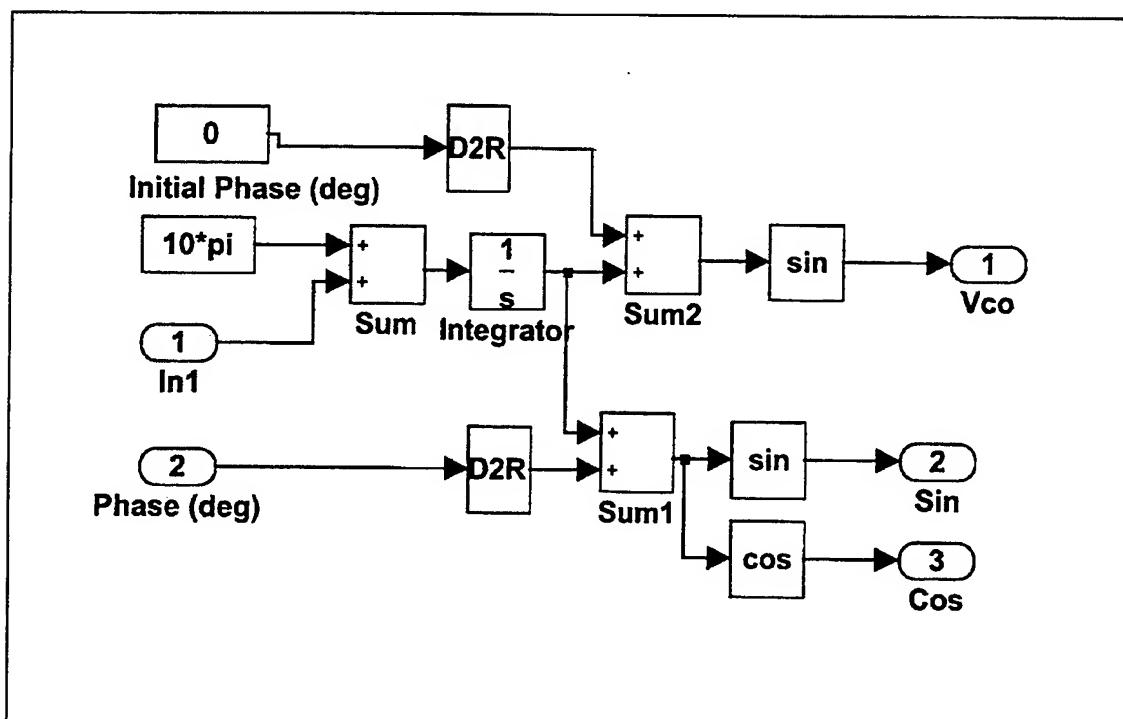 0
D2R
Initial Phase (deg)
10*pi
+
+
Sum
1
s
Integrator
+
+
Sum2
sin
1
Vco
1
In1
2
Phase (deg)
D2R
+
+
Sum1
sin
2
Sin
cos
3
Cos